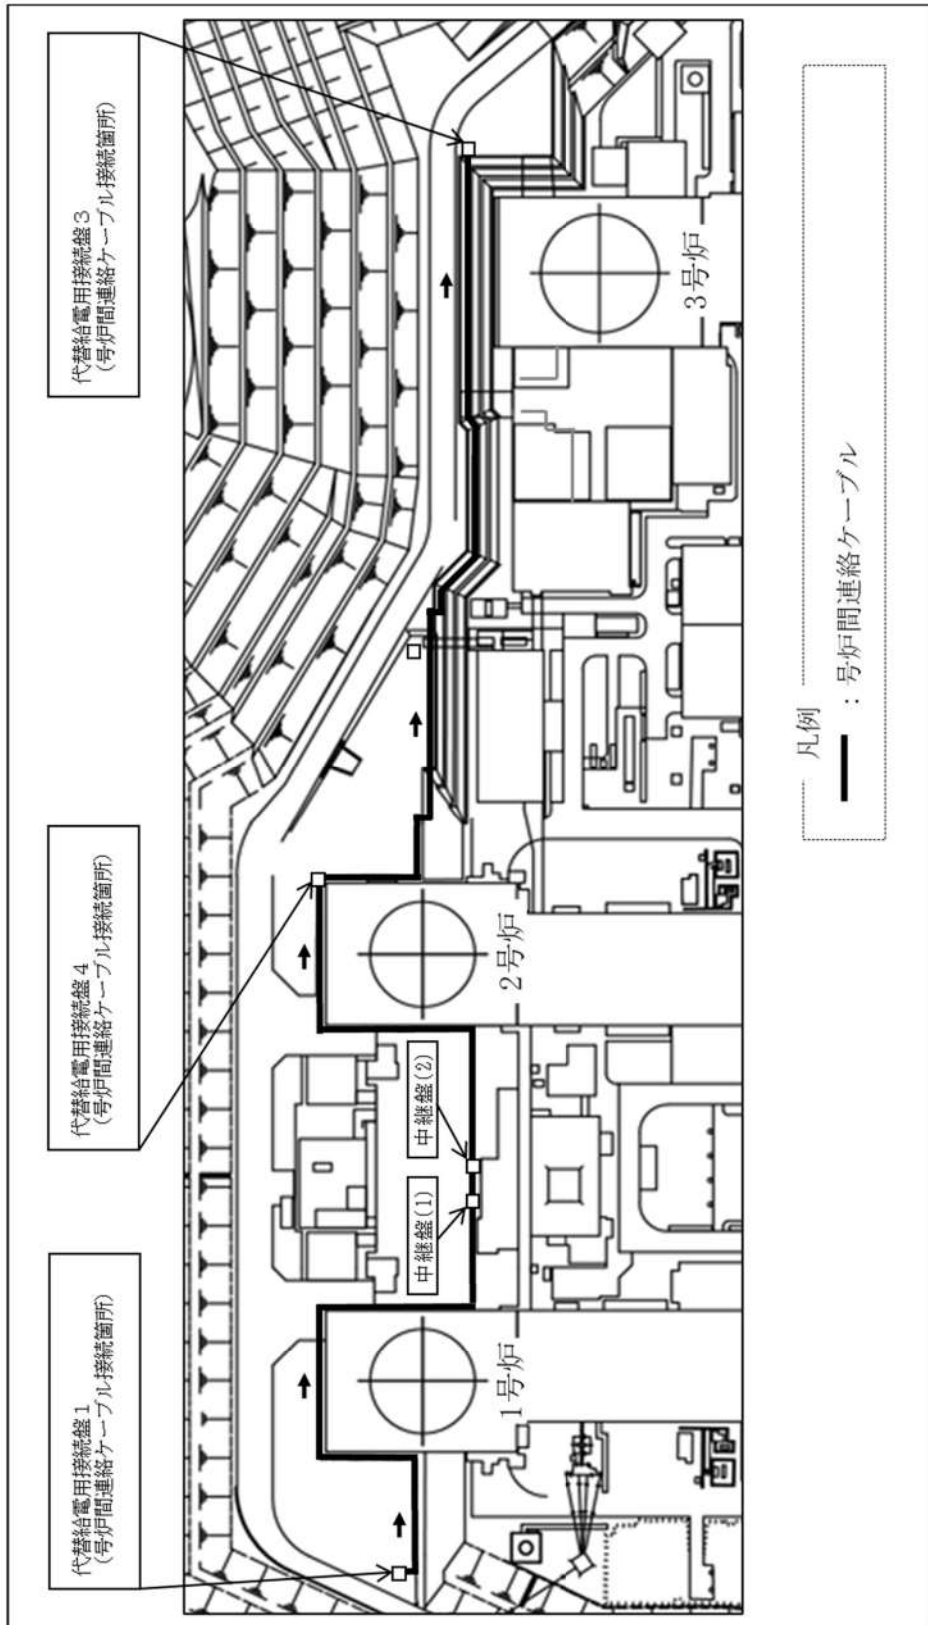 代替給電用接続盤1
(号炉間連絡ケーブル接続箇所)
代替給電用接続盤4
(号炉間連絡ケーブル接続箇所)
代替給電用接続盤3
(号炉間連絡ケーブル接続箇所)
中継盤(1)
中継盤(2)
1号炉
2号炉
3号炉
凡例
：号炉間連絡ケーブル